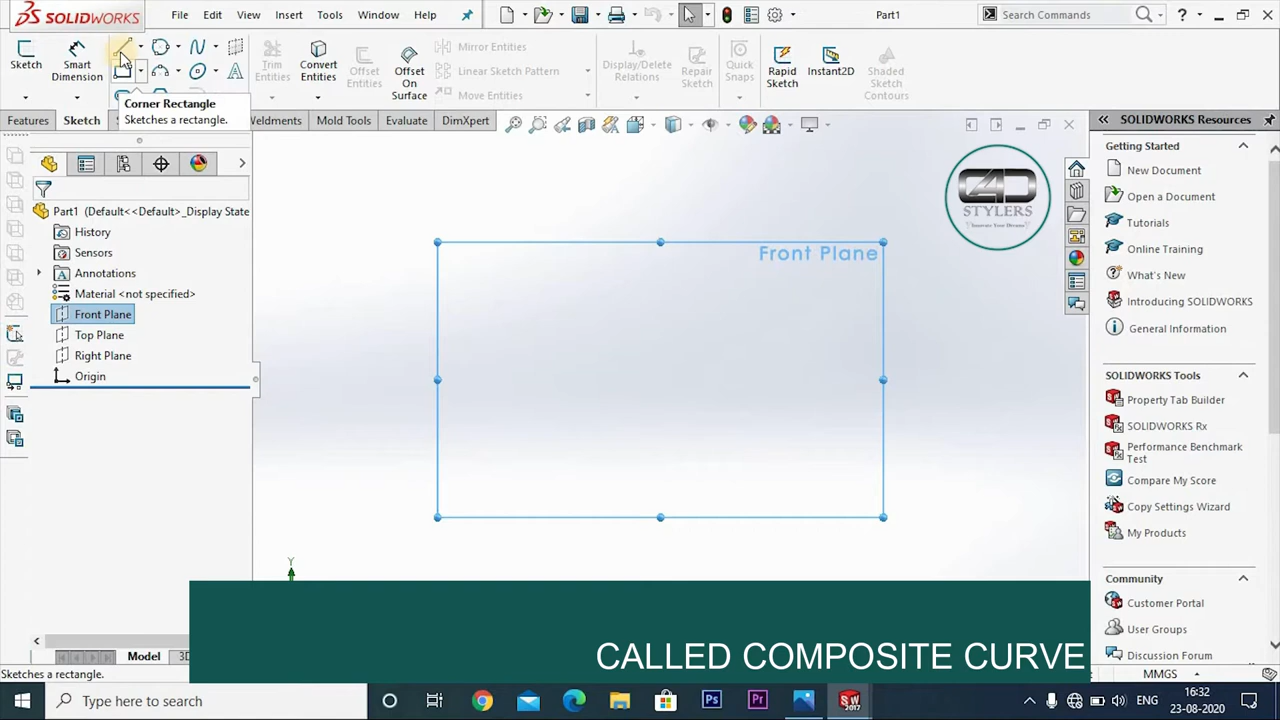 SOLIDWORKS
File
Edit
View
Insert
Tools
Window
Help
Part1
Search Commands
Sketch
Smart Dimension
Trim Entities
Convert Entities
Offset Entities
Offset On Surface
Mirror Entities
Linear Sketch Pattern
Move Entities
Display/Delete Relations
Repair Sketch
Quick Snaps
Rapid Sketch
Instant2D
Shaded Sketch Contours
Corner Rectangle
Sketches a rectangle.
Features
Sketch
Weldments
Mold Tools
Evaluate
DimXpert
Part1 (Default<<Default>_Display State
History
Sensors
Annotations
Material <not specified>
Front Plane
Top Plane
Right Plane
Origin
Front Plane
STYLERS
Y
SOLIDWORKS Resources
Getting Started
New Document
Open a Document
Tutorials
Online Training
What's New
Introducing SOLIDWORKS
General Information
SOLIDWORKS Tools
Property Tab Builder
SOLIDWORKS Rx
Performance Benchmark Test
Compare My Score
Copy Settings Wizard
My Products
Community
Customer Portal
User Groups
Discussion Forum
CALLED COMPOSITE CURVE
Model
3D
Sketches a rectangle.
MMGS
Type here to search
ENG
16:32
23-08-2020